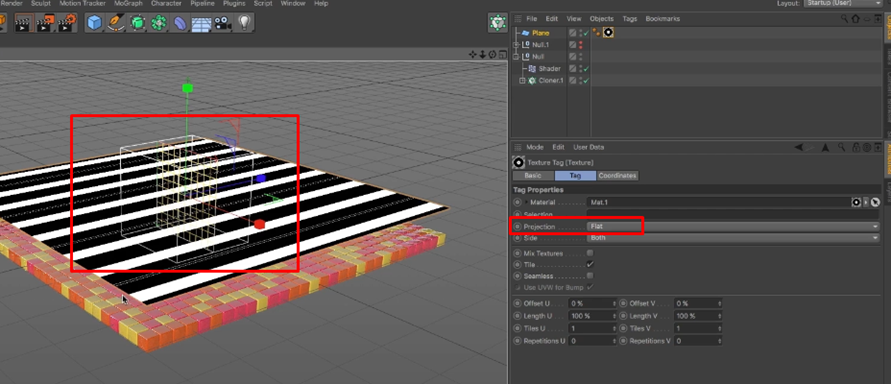 Render Sculpt Motion Tracker MoGraph Character Pipeline Plugins Script Window Help
Layout: Startup (User)
File Edit View Objects Tags Bookmarks
Plane
Null.1
Null
Shader
Cloner.1
Mode Edit User Data
Texture Tag [Texture]
Basic Tag Coordinates
Tag Properties
Material Mat.1
Selection
Projection Flat
Side Both
Mix Textures
Tile
Seamless
Use UVW for Bump
Offset U 0 % Offset V 0 %
Length U 100 % Length V 100 %
Tiles U 1 Tiles V 1
Repetitions U 0 Repetitions V 0